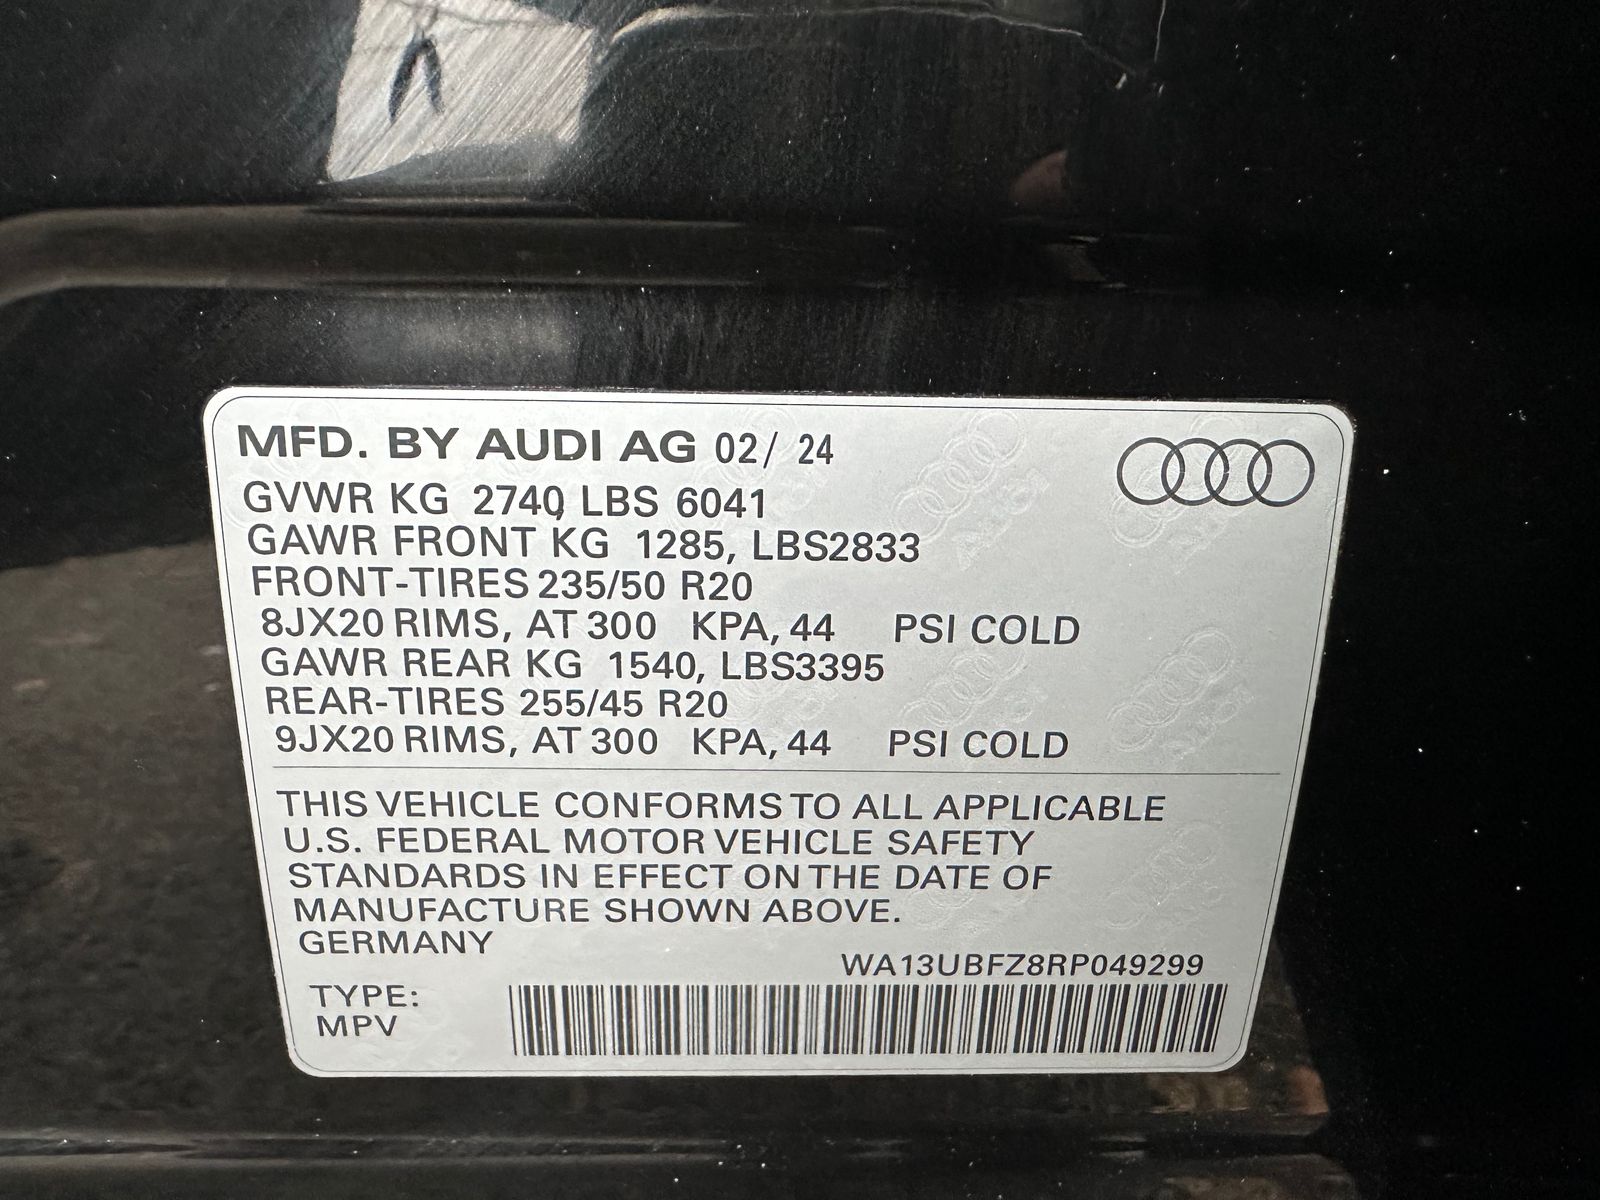 MFD. BY AUDI AG 02/ 24
GVWR KG 2740, LBS 6041
GAWR FRONT KG 1285, LBS2833
FRONT-TIRES 235/50 R20
8JX20 RIMS, AT 300 KPA, 44 PSI COLD
GAWR REAR KG 1540, LBS3395
REAR-TIRES 255/45 R20
9JX20 RIMS, AT 300 KPA, 44 PSI COLD
THIS VEHICLE CONFORMS TO ALL APPLICABLE
U.S. FEDERAL MOTOR VEHICLE SAFETY
STANDARDS IN EFFECT ON THE DATE OF
MANUFACTURE SHOWN ABOVE.
GERMANY
WA13UBFZ8RP049299
TYPE:
MPV